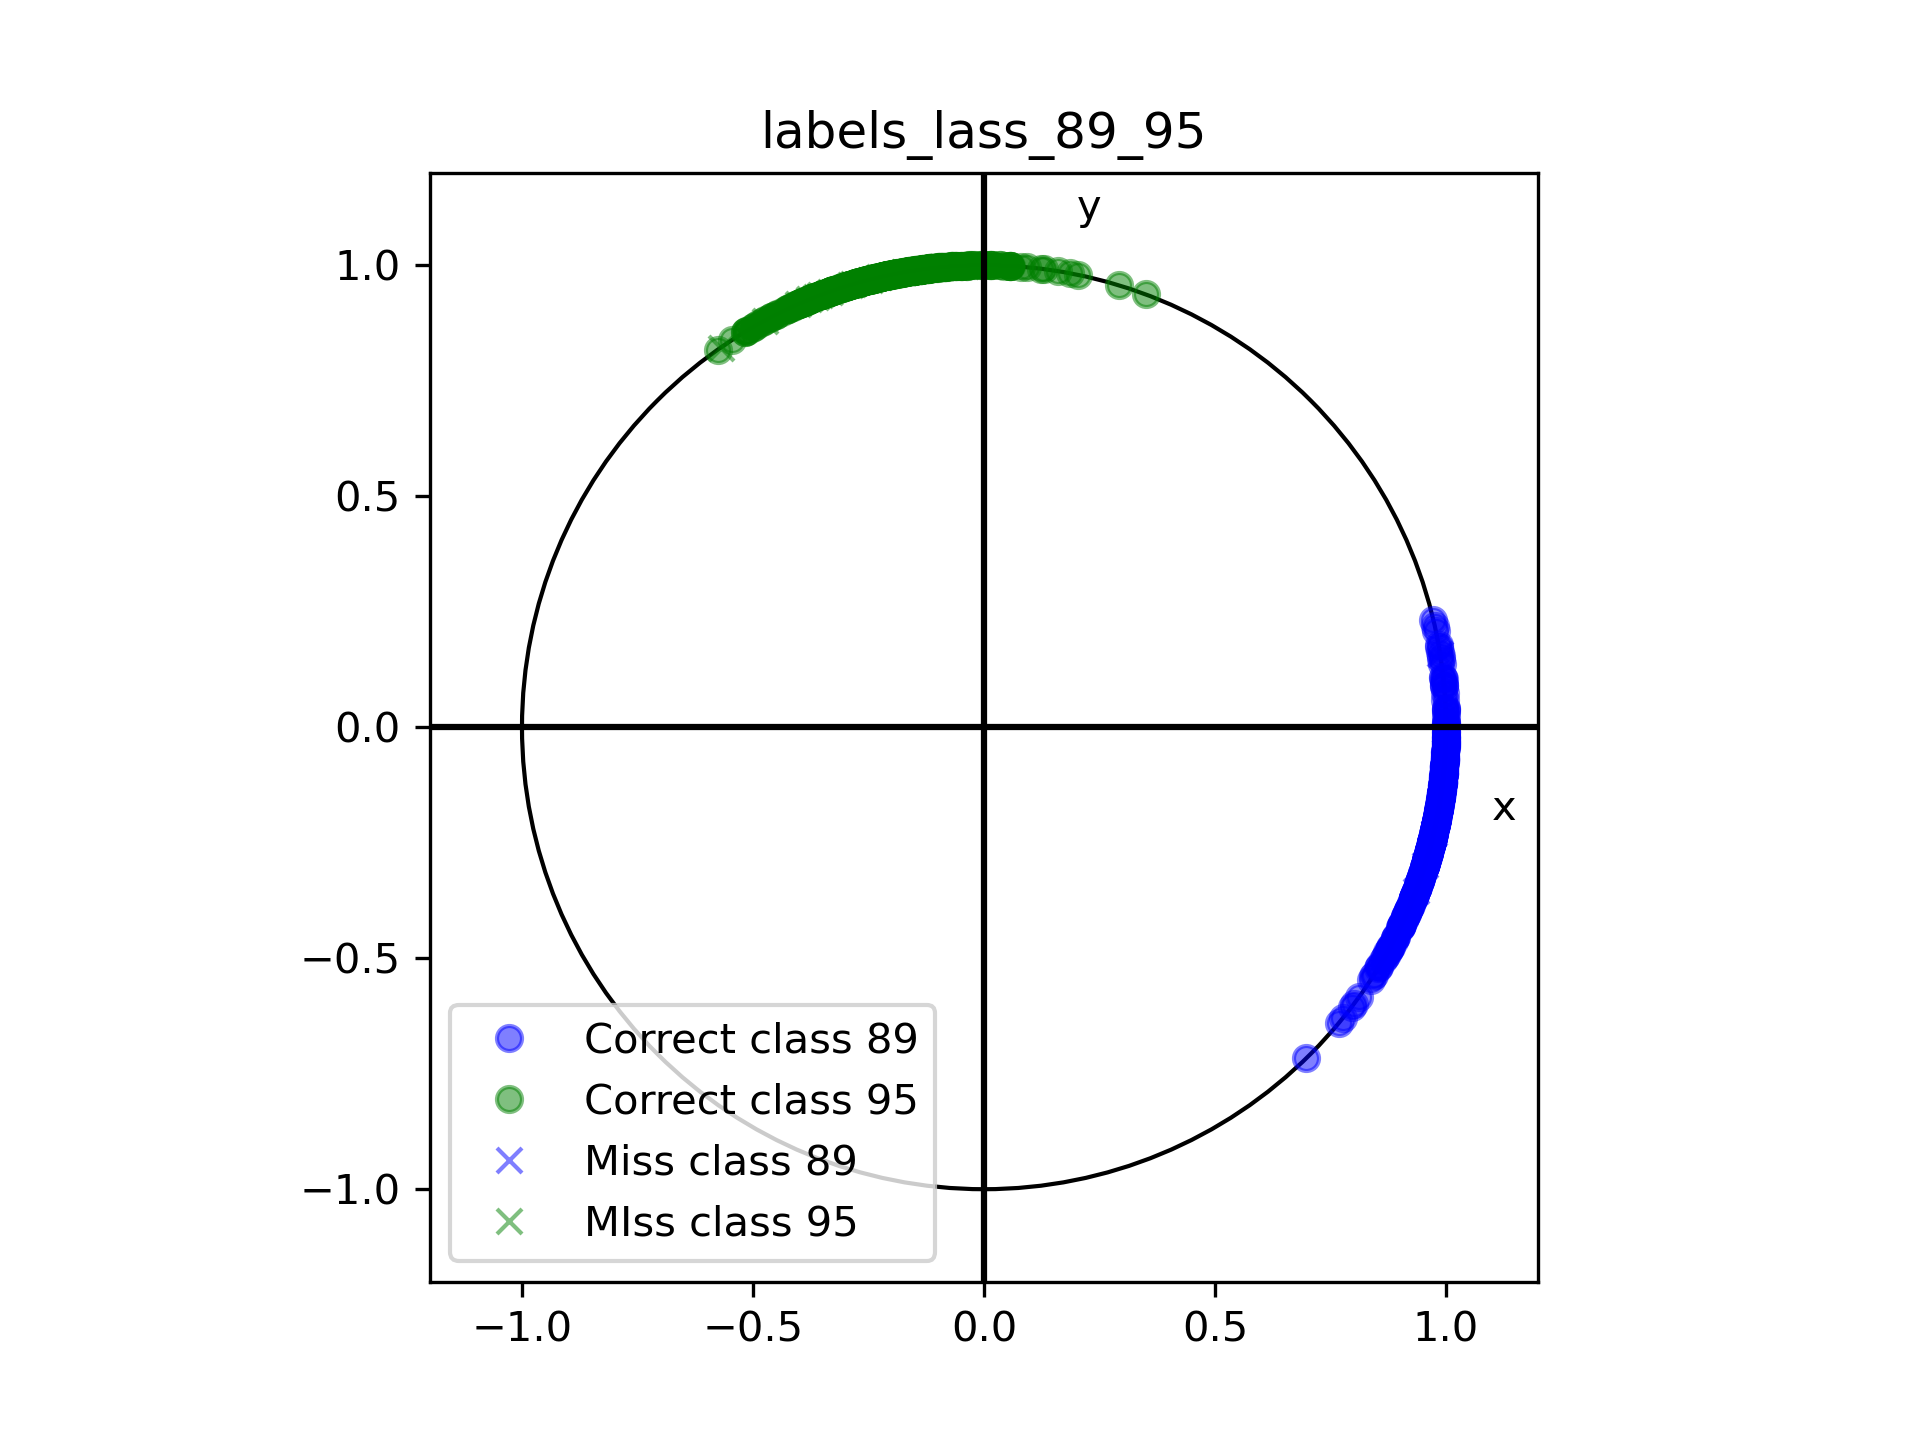 labels_lass_89_95
y
1.0
0.5
0.0
x
−0.5
−1.0
Correct class 89
Correct class 95
Miss class 89
MIss class 95
−1.0 −0.5 0.0 0.5 1.0